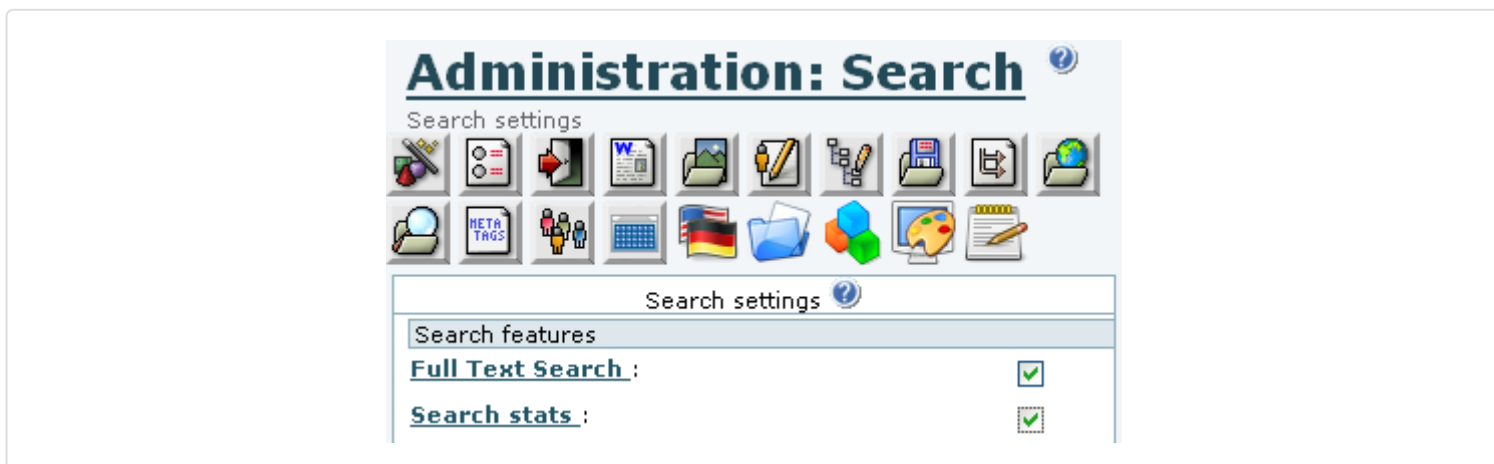 Administration: Search
Search settings
W
META
TAGS
Search settings
Search features
Full Text Search :
Search stats :